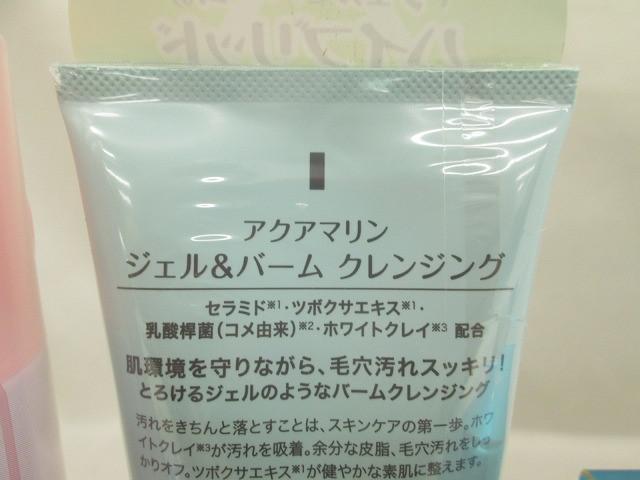 ハイブリッド
アクアマリン
ジェル&バーム クレンジング
セラミド※1・ツボクサエキス※1・
乳酸桿菌(コメ由来)※2・ホワイトクレイ※3 配合
肌環境を守りながら、毛穴汚れスッキリ!
とろけるジェルのようなバームクレンジング
汚れをきちんと落とすことは、スキンケアの第一歩。ホワ
イトクレイ※3が汚れを吸着。余分な皮脂、毛穴汚れをしっ
かりオフ。ツボクサエキス※1が健やかな素肌に整えます。